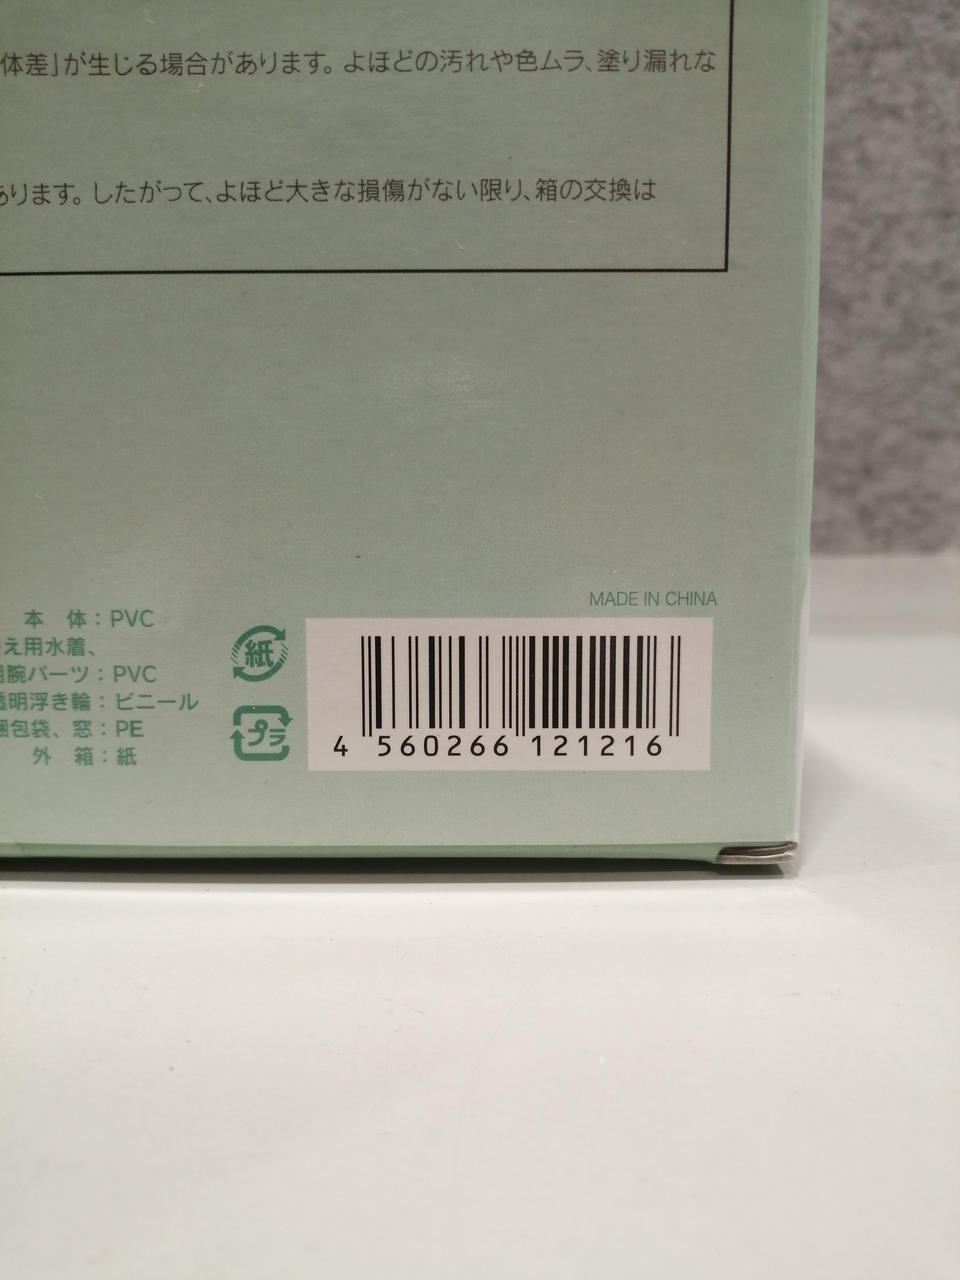 体差」が生じる場合があります。よほどの汚れや色ムラ、塗り漏れな
あります。したがって、よほど大きな損傷がない限り、箱の交換は
MADE IN CHINA
本 体：PVC
え用水着、
用腕パーツ：PVC
透明浮き輪：ビニール
梱包袋、窓：PE
外 箱：紙
紙
プラ
4 560266 121216